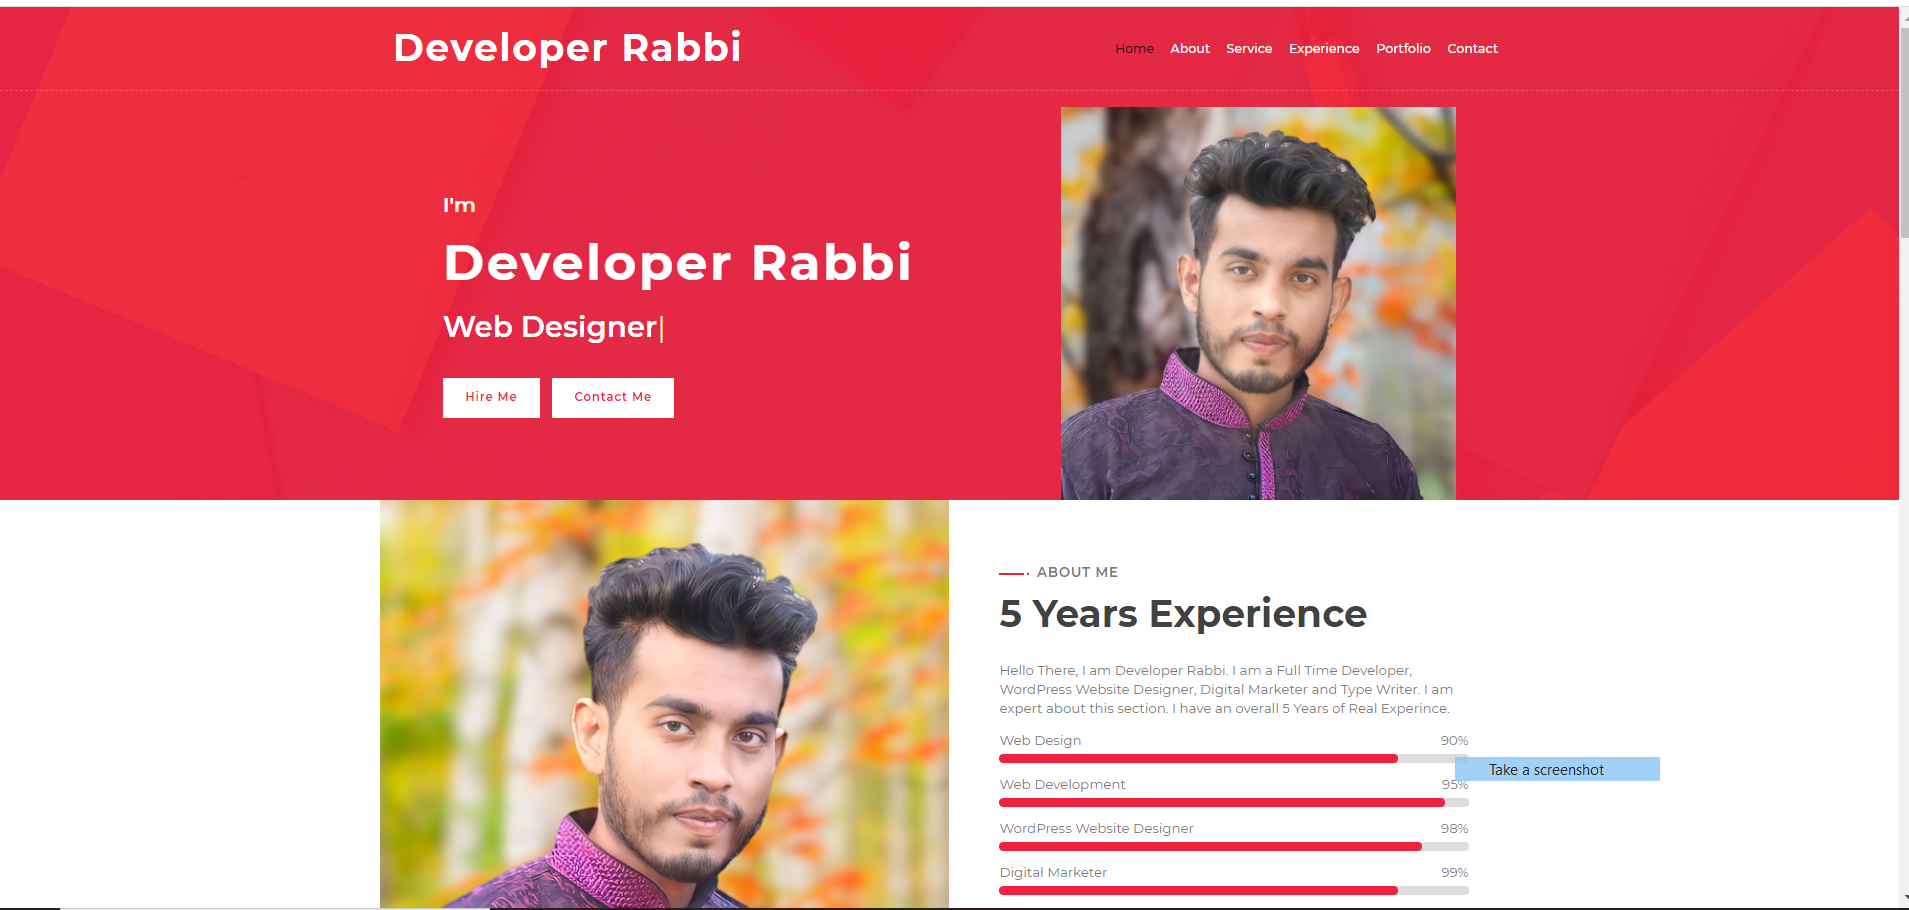 Developer Rabbi
Home About Service Experience Portfolio Contact
I'm
Developer Rabbi
Web Designer|
Hire Me Contact Me
ABOUT ME
5 Years Experience
Hello There, I am Developer Rabbi. I am a Full Time Developer,
WordPress Website Designer, Digital Marketer and Type Writer. I am
expert about this section. I have an overall 5 Years of Real Experince.
Web Design 90%
Take a screenshot
Web Development 95%
WordPress Website Designer 98%
Digital Marketer 99%